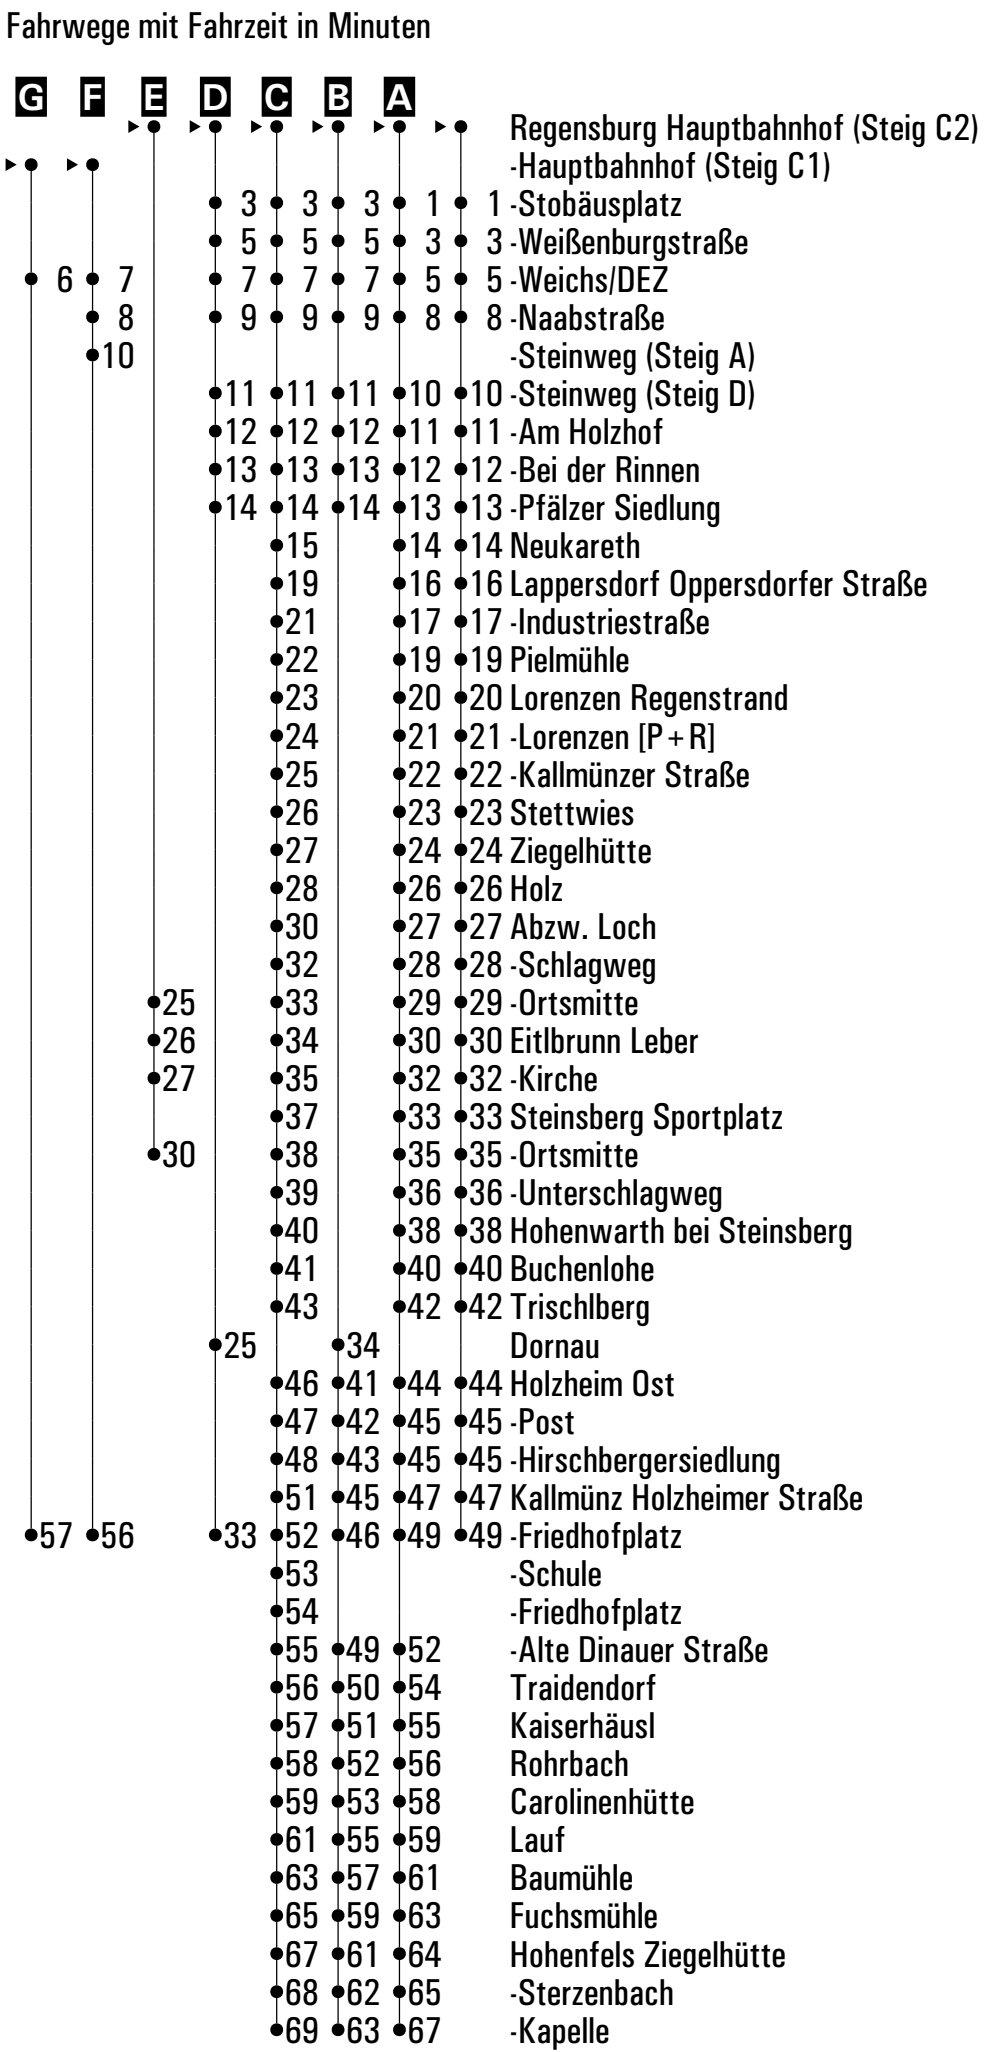 Fahrwege mit Fahrzeit in Minuten
G F E D C B A
Regensburg Hauptbahnhof (Steig C2)
-Hauptbahnhof (Steig C1)
3 3 3 1 1 -Stobäusplatz
5 5 5 3 3 -Weißenburgstraße
6 7 7 7 7 5 5 -Weichs/DEZ
8 9 9 9 8 8 -Naabstraße
10 -Steinweg (Steig A)
11 11 11 10 10 -Steinweg (Steig D)
12 12 12 11 11 -Am Holzhof
13 13 13 12 12 -Bei der Rinnen
14 14 14 13 13 -Pfälzer Siedlung
15 14 14 Neukareth
19 16 16 Lappersdorf Oppersdorfer Straße
21 17 17 -Industriestraße
22 19 19 Pielmühle
23 20 20 Lorenzen Regenstrand
24 21 21 -Lorenzen [P+R]
25 22 22 -Kallmünzer Straße
26 23 23 Stettwies
27 24 24 Ziegelhütte
28 26 26 Holz
30 27 27 Abzw. Loch
32 28 28 -Schlagweg
25 33 29 29 -Ortsmitte
26 34 30 30 Eitlbrunn Leber
27 35 32 32 -Kirche
37 33 33 Steinsberg Sportplatz
30 38 35 35 -Ortsmitte
39 36 36 -Unterschlagweg
40 38 38 Hohenwarth bei Steinsberg
41 40 40 Buchenlohe
43 42 42 Trischlberg
25 34 Dornau
46 41 44 44 Holzheim Ost
47 42 45 45 -Post
48 43 45 45 -Hirschbergersiedlung
51 45 47 47 Kallmünz Holzheimer Straße
57 56 33 52 46 49 49 -Friedhofplatz
53 -Schule
54 -Friedhofplatz
55 49 52 -Alte Dinauer Straße
56 50 54 Traidendorf
57 51 55 Kaiserhäusl
58 52 56 Rohrbach
59 53 58 Carolinenhütte
61 55 59 Lauf
63 57 61 Baumühle
65 59 63 Fuchsmühle
67 61 64 Hohenfels Ziegelhütte
68 62 65 -Sterzenbach
69 63 67 -Kapelle